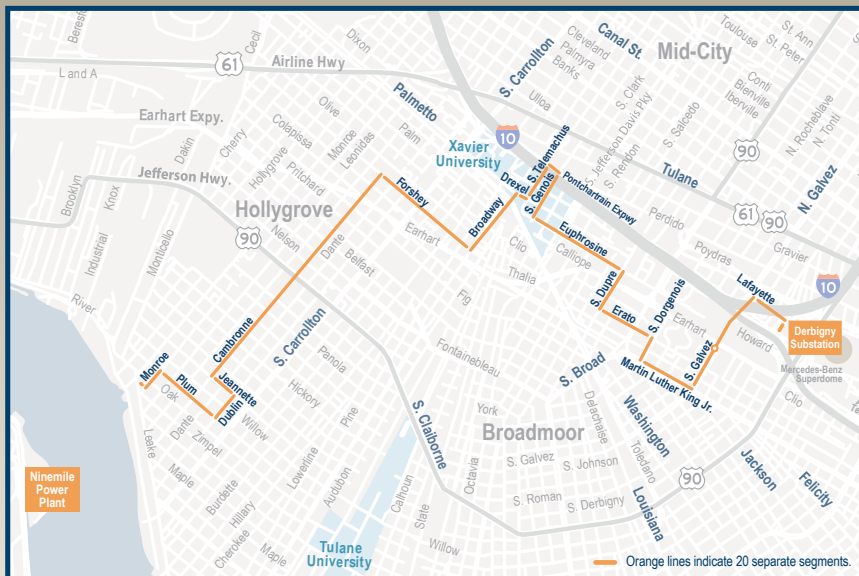 Beresford
Cecil
Dixon
Canal St.
Toulouse
St. Ann
St. Peter
Cleveland
Palmyra
Banks
Mid-City
61
Airline Hwy
L and A
S. Carrollton
Ulloa
S. Clark
S. Jefferson Davis Pky
S. Rendon
S. Salcedo
Conti
Bienville
Iberville
N. Rocheblave
N. Tonti
Palmetto
Earhart Expy.
Olive
Colapissa
Cherry
Dakin
Monroe
Leonidas
Palm
10
Xavier
University
S. Telemachus
90
Jefferson Hwy.
Hollygrove
Pritchard
Drexel
S. Genois
Pontchartrain Expwy
Tulane
N. Galvez
Brooklyn
Knox
Industrial
Monticello
Hollygrove
90
Nelson
Dante
Belfast
Forshey
Earhart
Broadway
Clio
Thalia
Euphrosine
Calliope
Perdido
Poydras
61
90
Gravier
10
River
Fig
S. Dupre
Erato
S. Dorgenois
Earhart
Lafayette
Howard
Derbigny
Substation
Mercedes-Benz
Superdome
Cambronne
S. Carrollton
Panola
Fontainebleau
S. Broad
Martin Luther King Jr.
S. Galvez
Clio
Monroe
Plum
Oak
Jeannette
Dublin
Hickory
Willow
Dante
Zimpel
Leake
Pine
S. Claiborne
York
Broadmoor
Delachaise
Washington
Toledano
Maple
Burdette
Hillary
Cherokee
Maple
Lowerline
Audubon
Calhoun
State
Octavia
S. Galvez
S. Johnson
S. Roman
S. Derbigny
90
Louisiana
Jackson
Felicity
Ninemile
Power
Plant
Tulane
University
Willow
Orange lines indicate 20 separate segments.